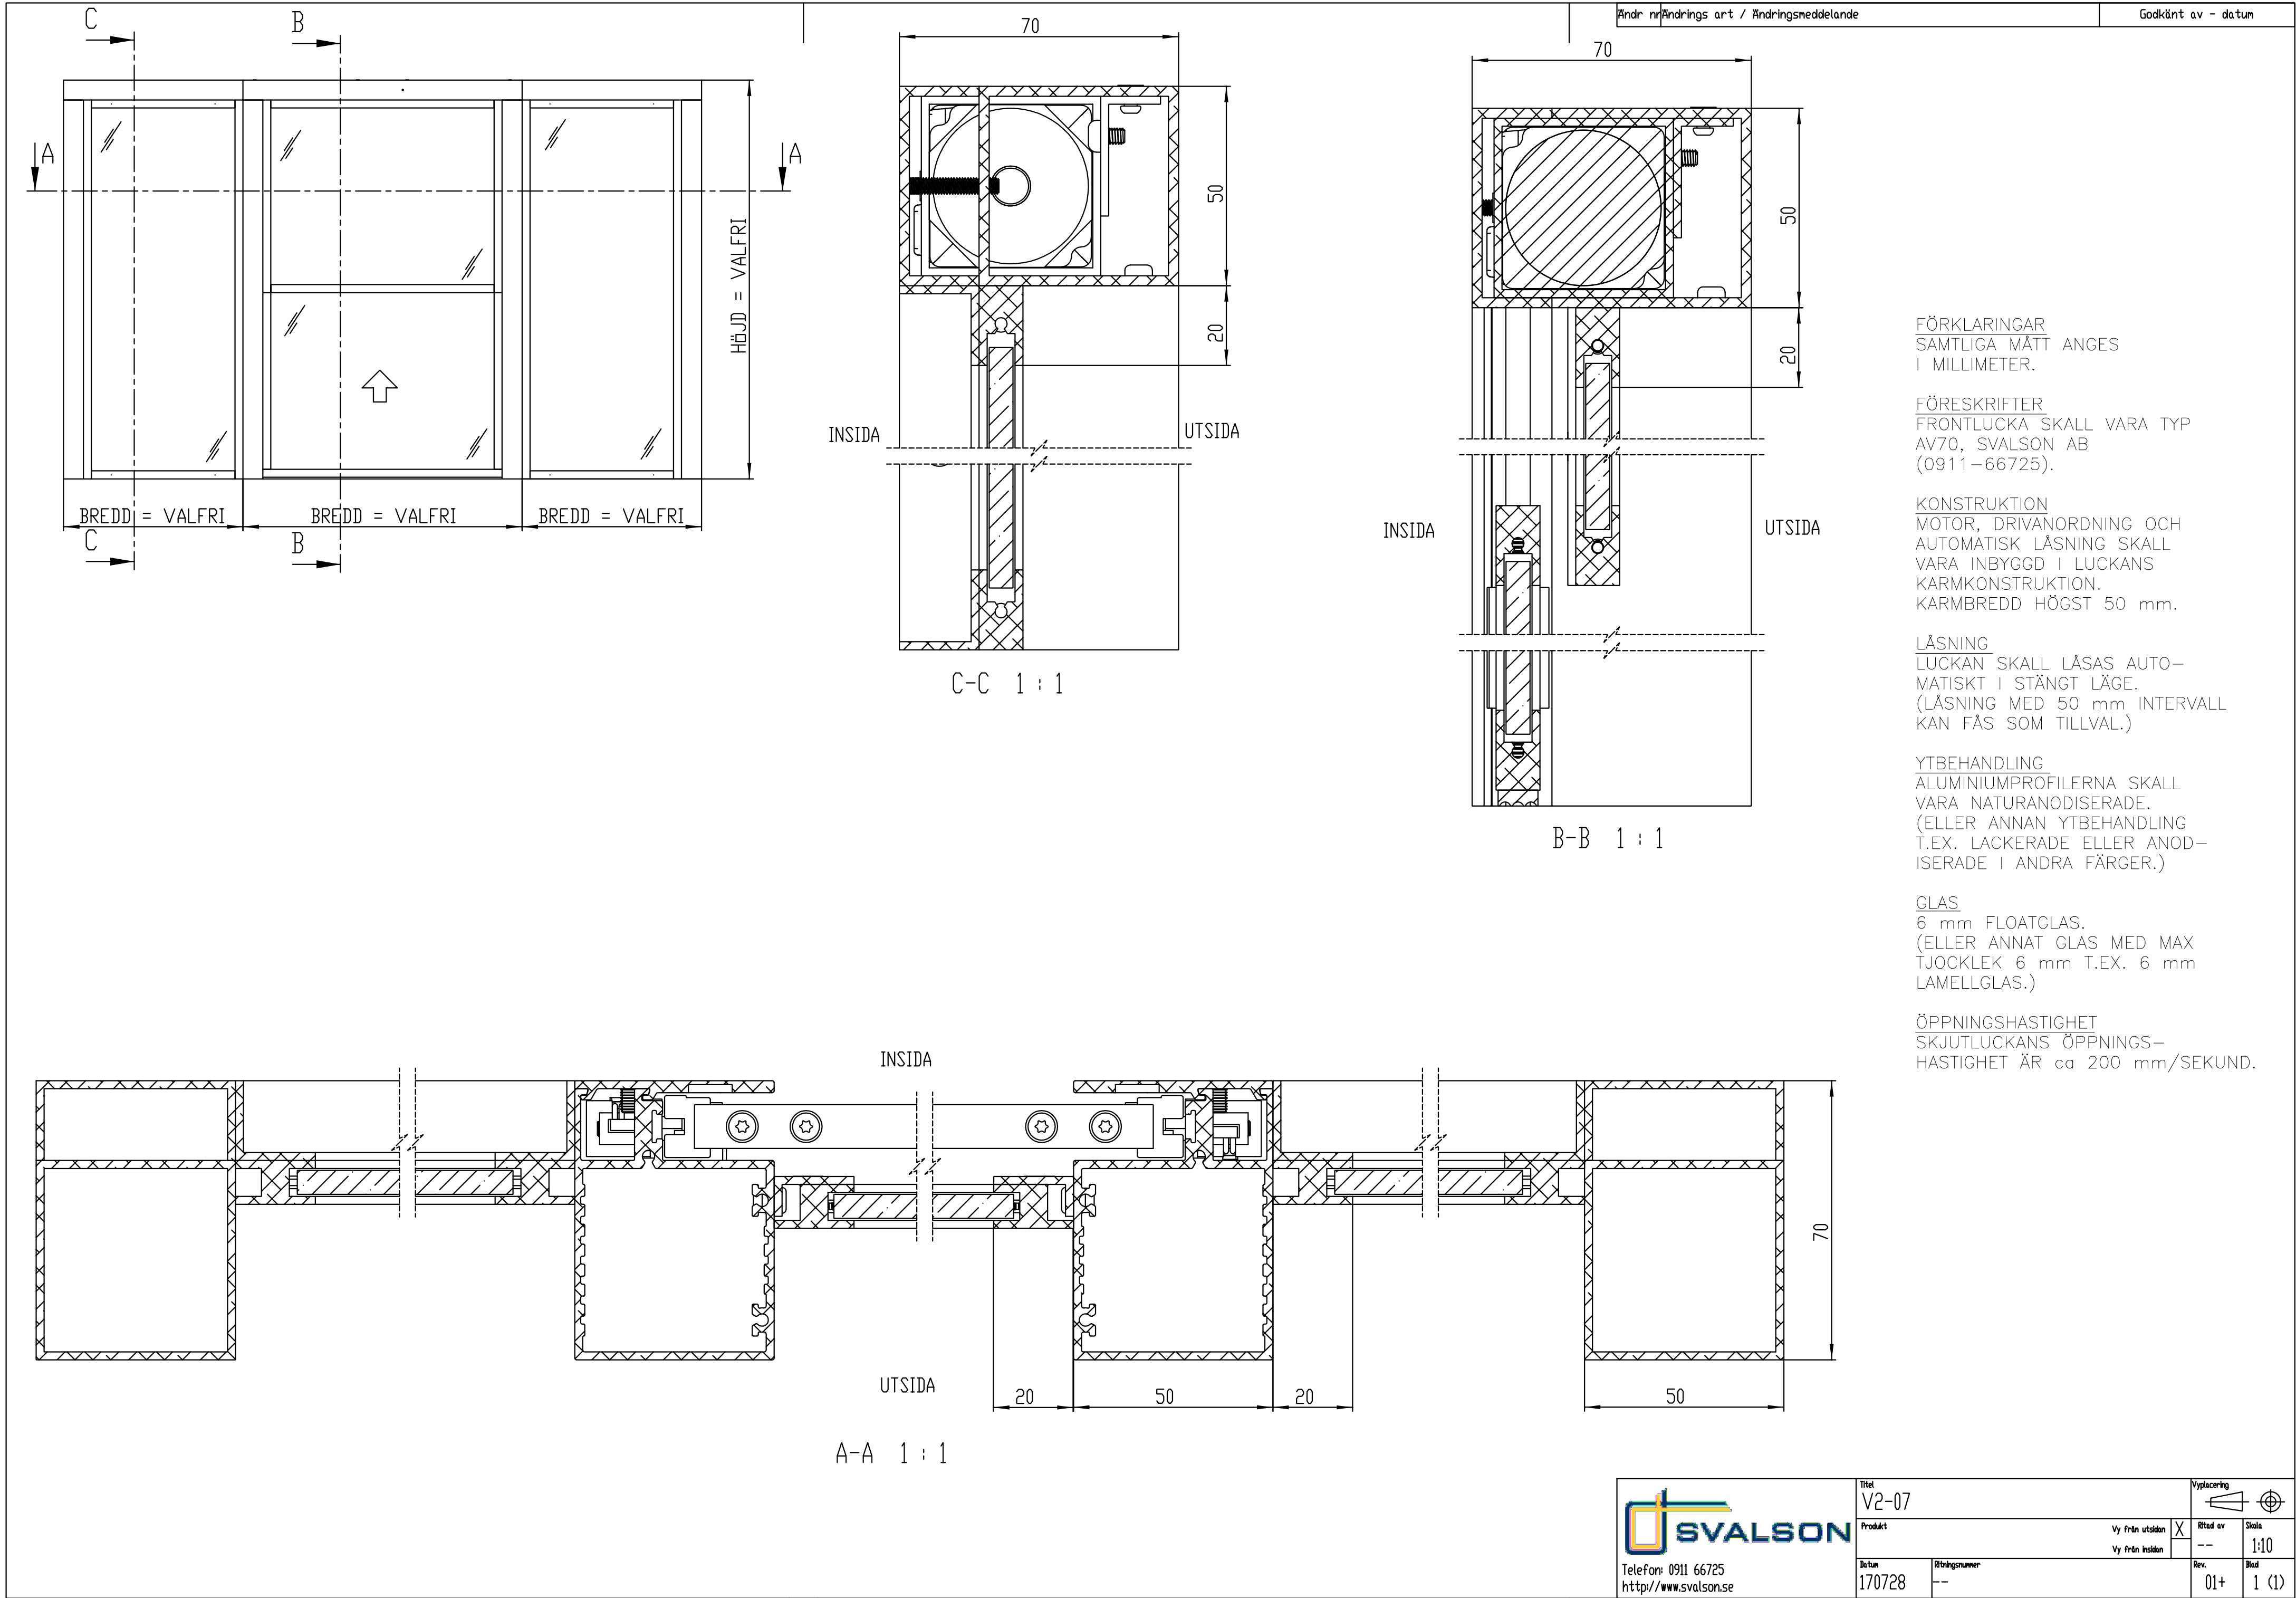 Ändr nr Ändrings art / Ändringsmeddelande Godkänt av - datum
C B
A A
HÖJD = VALFRI
BREDD = VALFRI BREDD = VALFRI BREDD = VALFRI
C B
70
50
20
INSIDA UTSIDA
C-C 1 : 1
70
50
20
INSIDA UTSIDA
B-B 1 : 1
FÖRKLARINGAR
SAMTLIGA MÅTT ANGES
I MILLIMETER.
FÖRESKRIFTER
FRONTLUCKA SKALL VARA TYP
AV70, SVALSON AB
(0911-66725).
KONSTRUKTION
MOTOR, DRIVANORDNING OCH
AUTOMATISK LÅSNING SKALL
VARA INBYGGD I LUCKANS
KARMKONSTRUKTION.
KARMBREDD HÖGST 50 mm.
LÅSNING
LUCKAN SKALL LÅSAS AUTO-
MATISKT I STÄNGT LÄGE.
(LÅSNING MED 50 mm INTERVALL
KAN FÅS SOM TILLVAL.)
YTBEHANDLING
ALUMINIUMPROFILERNA SKALL
VARA NATURANODISERADE.
(ELLER ANNAN YTBEHANDLING
T.EX. LACKERADE ELLER ANOD-
ISERADE I ANDRA FÄRGER.)
GLAS
6 mm FLOATGLAS.
(ELLER ANNAT GLAS MED MAX
TJOCKLEK 6 mm T.EX. 6 mm
LAMELLGLAS.)
ÖPPNINGSHASTIGHET
SKJUTLUCKANS ÖPPNINGS-
HASTIGHET ÄR ca 200 mm/SEKUND.
INSIDA
70
UTSIDA
20 50 20 50
A-A 1 : 1
SVALSON
Telefon: 0911 66725
http://www.svalson.se
Titel
V2-07
Vyplacering
Produkt
Vy från utsidan X
Vy från insidan
Ritad av
--
Skala
1:10
Datum
170728
Ritningsnummer
--
Rev.
01+
Blad
1 (1)